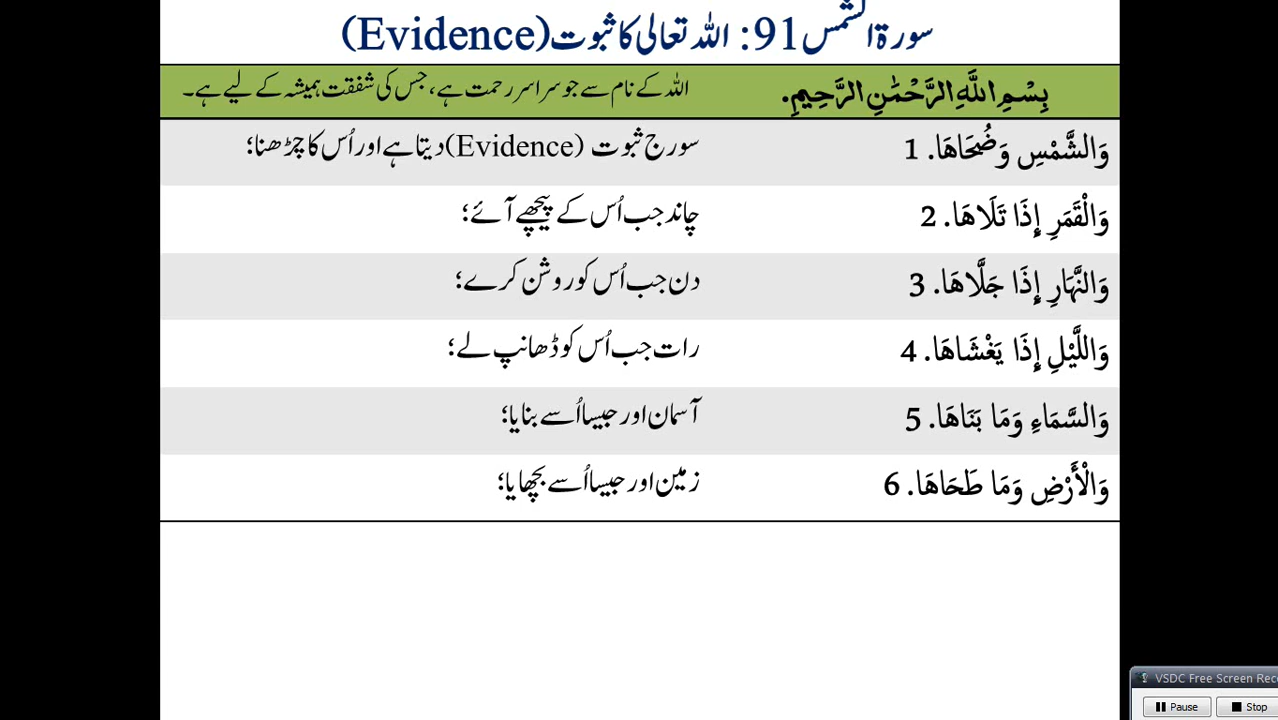 سورۃ الشمس 91: اللہ تعالی کا ثبوت (Evidence)
بِسْمِ اللَّهِ الرَّحْمَٰنِ الرَّحِيمِ. اللہ کے نام سے جو سراسر رحمت ہے، جس کی شفقت ہمیشہ کے لیے ہے۔
وَالشَّمْسِ وَضُحَاهَا. 1 سورج ثبوت (Evidence) دیتا ہے اور اُس کا چڑھنا؛
وَالْقَمَرِ إِذَا تَلَاهَا. 2 چاند جب اُس کے پیچھے آئے؛
وَالنَّهَارِ إِذَا جَلَّاهَا. 3 دن جب اُس کو روشن کرے؛
وَاللَّيْلِ إِذَا يَغْشَاهَا. 4 رات جب اُس کو ڈھانپ لے؛
وَالسَّمَاءِ وَمَا بَنَاهَا. 5 آسمان اور جیسا اُسے بنایا؛
وَالْأَرْضِ وَمَا طَحَاهَا. 6 زمین اور جیسا اُسے بچھایا؛
VSDC Free Screen Rec
Pause Stop